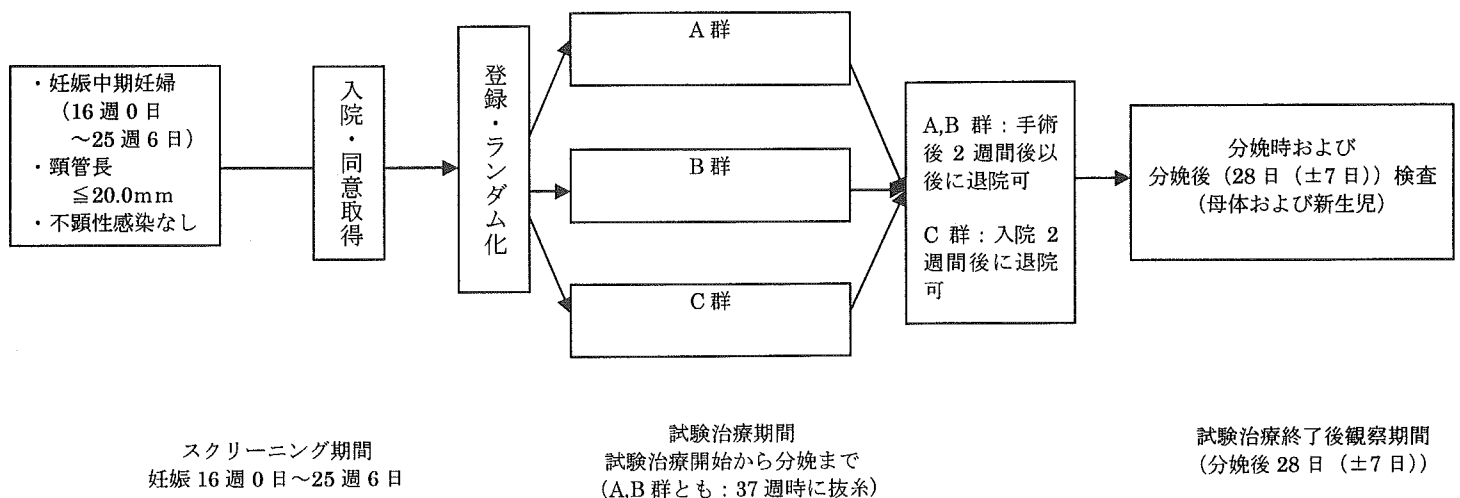 ・妊娠中期妊婦
(16 週 0 日
～25 週 6 日)
・頸管長
≦20.0mm
・不顕性感染なし
入院・同意取得
登録・ランダム化
A 群
B 群
C 群
A,B 群：手術
後 2 週間後以
後に退院可
C 群：入院 2
週間後に退院
可
分娩時および
分娩後（28 日（±7 日））検査
(母体および新生児)
スクリーニング期間
妊娠 16 週 0 日～25 週 6 日
試験治療期間
試験治療開始から分娩まで
(A,B 群とも：37 週時に抜糸)
試験治療終了後観察期間
(分娩後 28 日（±7 日））